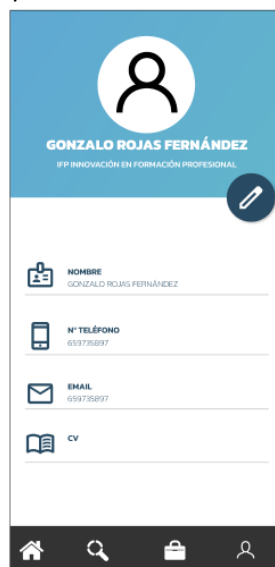 GONZALO ROJAS FERNÁNDEZ
IFP INNOVACIÓN EN FORMACIÓN PROFESIONAL
NOMBRE
GONZALO ROJAS FERNÁNDEZ
Nº TELÉFONO
659735897
EMAIL
659735897
CV